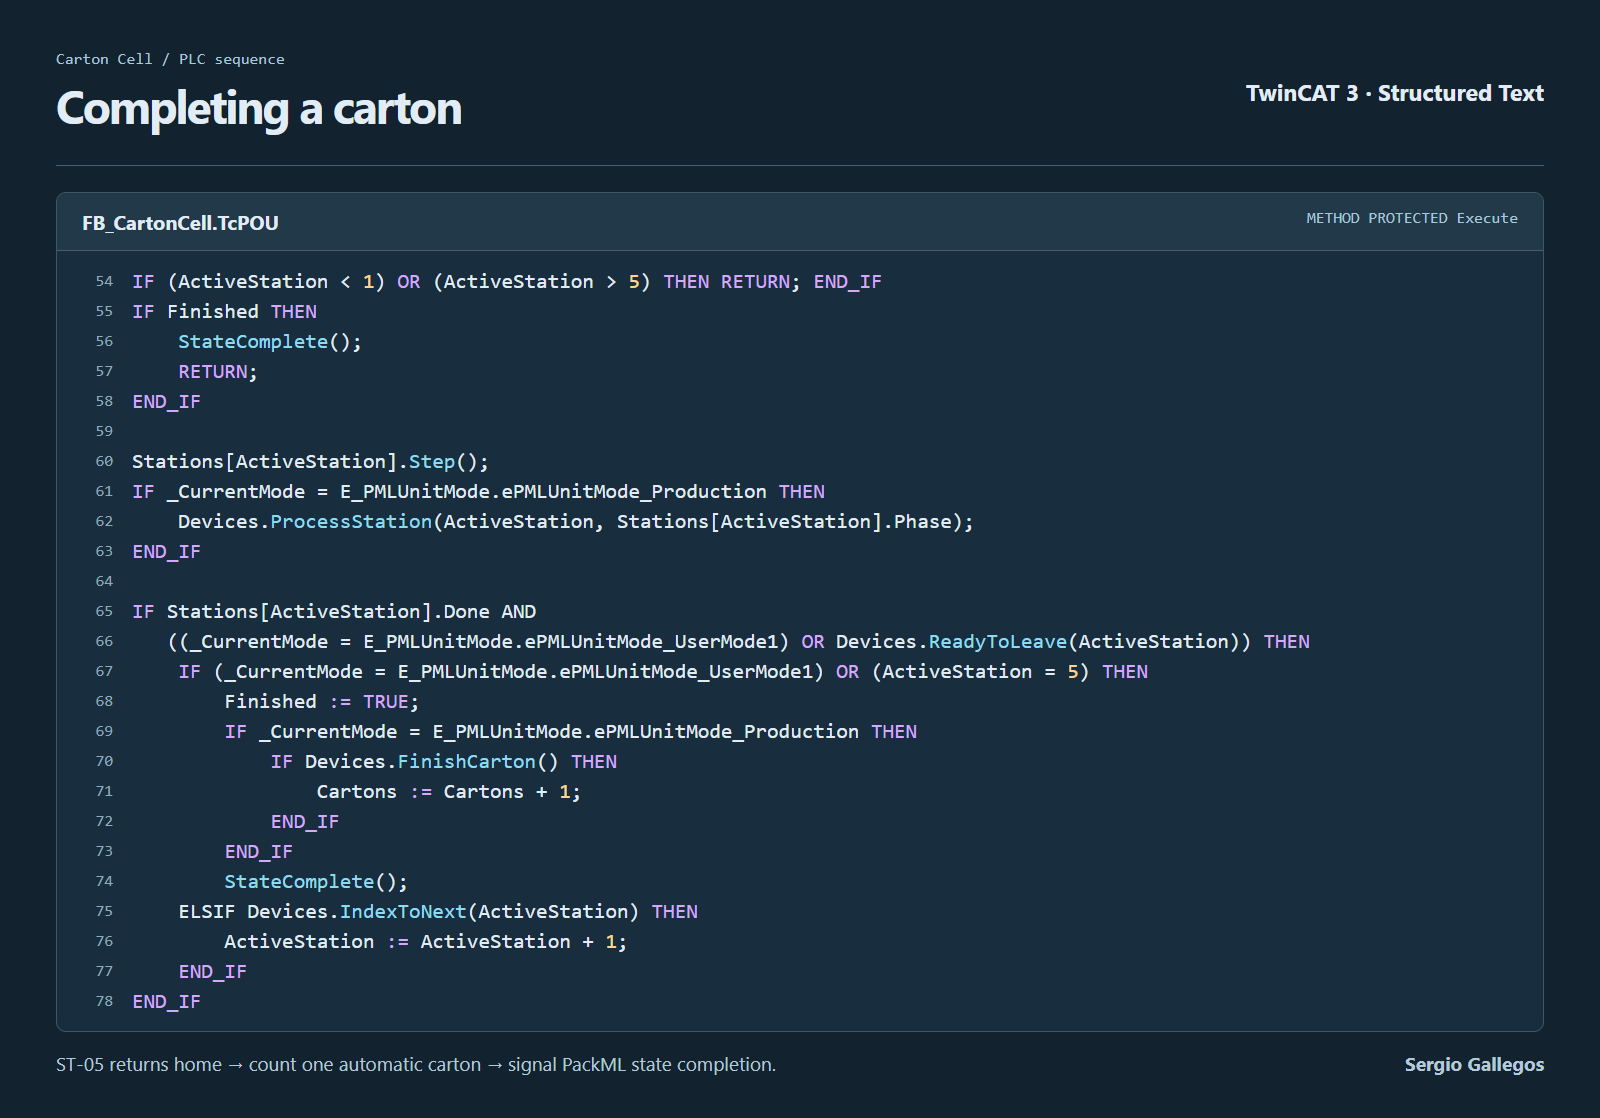 Carton Cell / PLC sequence
Completing a carton
TwinCAT 3 · Structured Text
FB_CartonCell.TcPOU
METHOD PROTECTED Execute
54 IF (ActiveStation < 1) OR (ActiveStation > 5) THEN RETURN; END_IF
55 IF Finished THEN
56     StateComplete();
57     RETURN;
58 END_IF
59
60 Stations[ActiveStation].Step();
61 IF _CurrentMode = E_PMLUnitMode.ePMLUnitMode_Production THEN
62     Devices.ProcessStation(ActiveStation, Stations[ActiveStation].Phase);
63 END_IF
64
65 IF Stations[ActiveStation].Done AND
66    ((_CurrentMode = E_PMLUnitMode.ePMLUnitMode_UserMode1) OR Devices.ReadyToLeave(ActiveStation)) THEN
67     IF (_CurrentMode = E_PMLUnitMode.ePMLUnitMode_UserMode1) OR (ActiveStation = 5) THEN
68         Finished := TRUE;
69         IF _CurrentMode = E_PMLUnitMode.ePMLUnitMode_Production THEN
70             IF Devices.FinishCarton() THEN
71                 Cartons := Cartons + 1;
72             END_IF
73         END_IF
74         StateComplete();
75     ELSIF Devices.IndexToNext(ActiveStation) THEN
76         ActiveStation := ActiveStation + 1;
77     END_IF
78 END_IF
ST-05 returns home → count one automatic carton → signal PackML state completion.
Sergio Gallegos